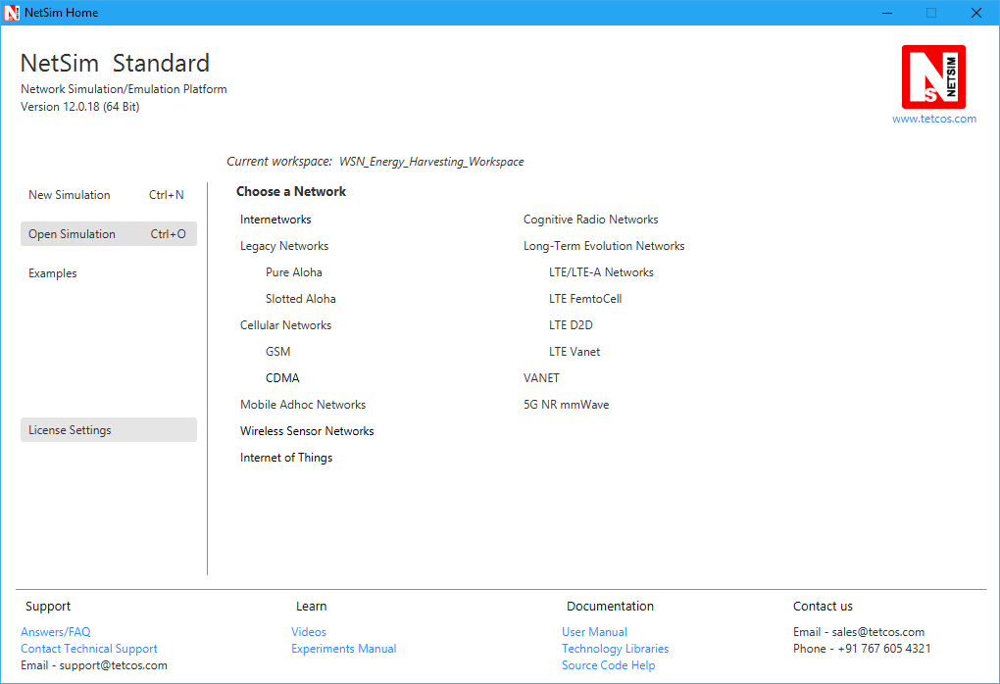 NetSim Home
NetSim Standard
Network Simulation/Emulation Platform
Version 12.0.18 (64 Bit)
NS NETSIM
www.tetcos.com
Current workspace: WSN_Energy_Harvesting_Workspace
New Simulation Ctrl+N
Open Simulation Ctrl+O
Examples
License Settings
Choose a Network
Internetworks
Legacy Networks
Pure Aloha
Slotted Aloha
Cellular Networks
GSM
CDMA
Mobile Adhoc Networks
Wireless Sensor Networks
Internet of Things
Cognitive Radio Networks
Long-Term Evolution Networks
LTE/LTE-A Networks
LTE FemtoCell
LTE D2D
LTE Vanet
VANET
5G NR mmWave
Support
Answers/FAQ
Contact Technical Support
Email - support@tetcos.com
Learn
Videos
Experiments Manual
Documentation
User Manual
Technology Libraries
Source Code Help
Contact us
Email - sales@tetcos.com
Phone - +91 767 605 4321